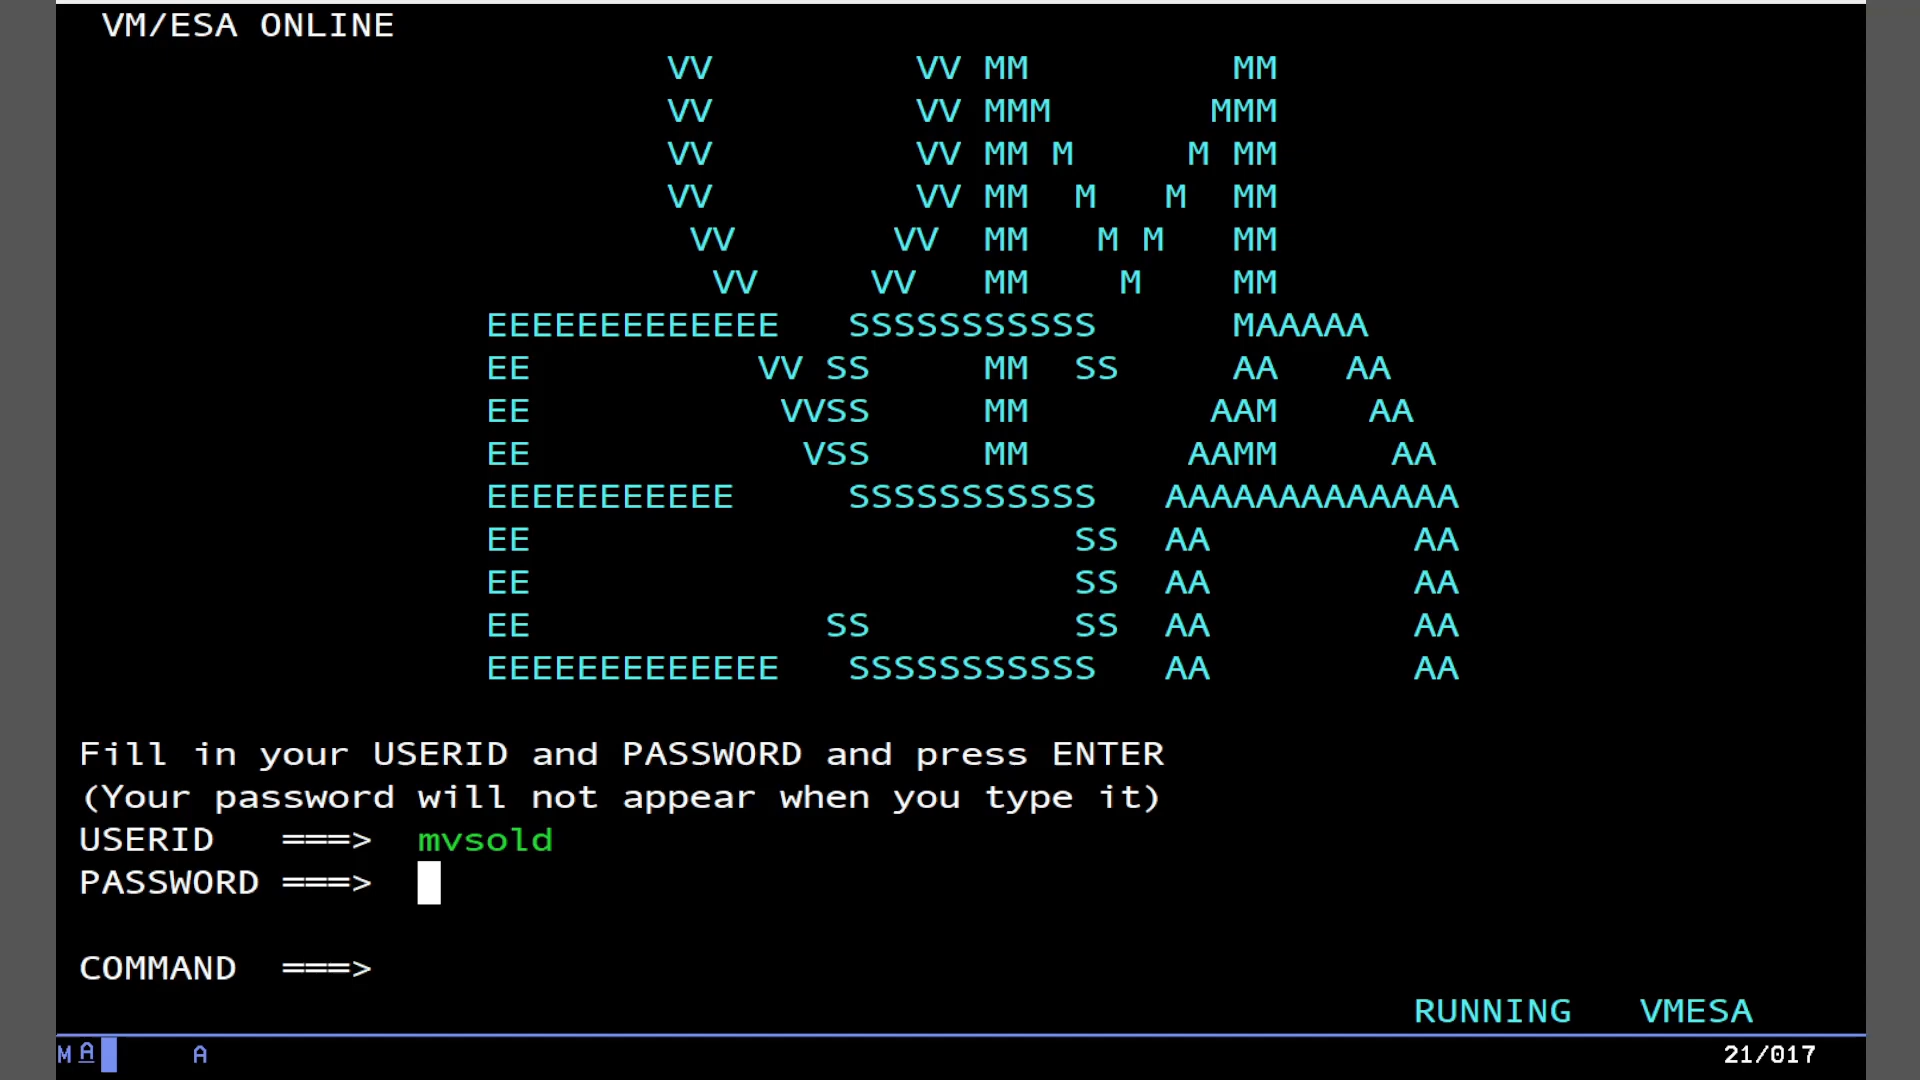 VM/ESA ONLINE
VV         VV MM         MM
VV         VV MMM       MMM
VV         VV MM M     M MM
VV         VV MM  M   M  MM
VV       VV  MM   M M   MM
VV     VV   MM    M    MM
EEEEEEEEEEEEE   SSSSSSSSSSS      MAAAAA
EE          VV SS     MM  SS     AA   AA
EE           VVSS     MM        AAM    AA
EE            VSS     MM       AAMM     AA
EEEEEEEEEEE     SSSSSSSSSSS   AAAAAAAAAAAAA
EE                        SS  AA         AA
EE                        SS  AA         AA
EE             SS         SS  AA         AA
EEEEEEEEEEEEE   SSSSSSSSSSS   AA         AA
Fill in your USERID and PASSWORD and press ENTER
(Your password will not appear when you type it)
USERID   ===>  mvsold
PASSWORD ===>
COMMAND  ===>
RUNNING   VMESA
M A A 21/017